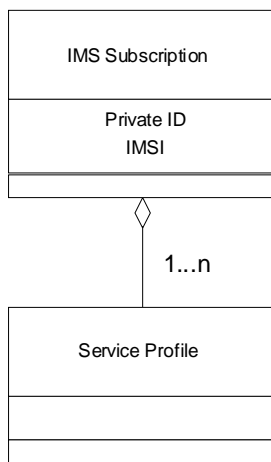 IMS Subscription
Private ID
IMSI
1...n
Service Profile